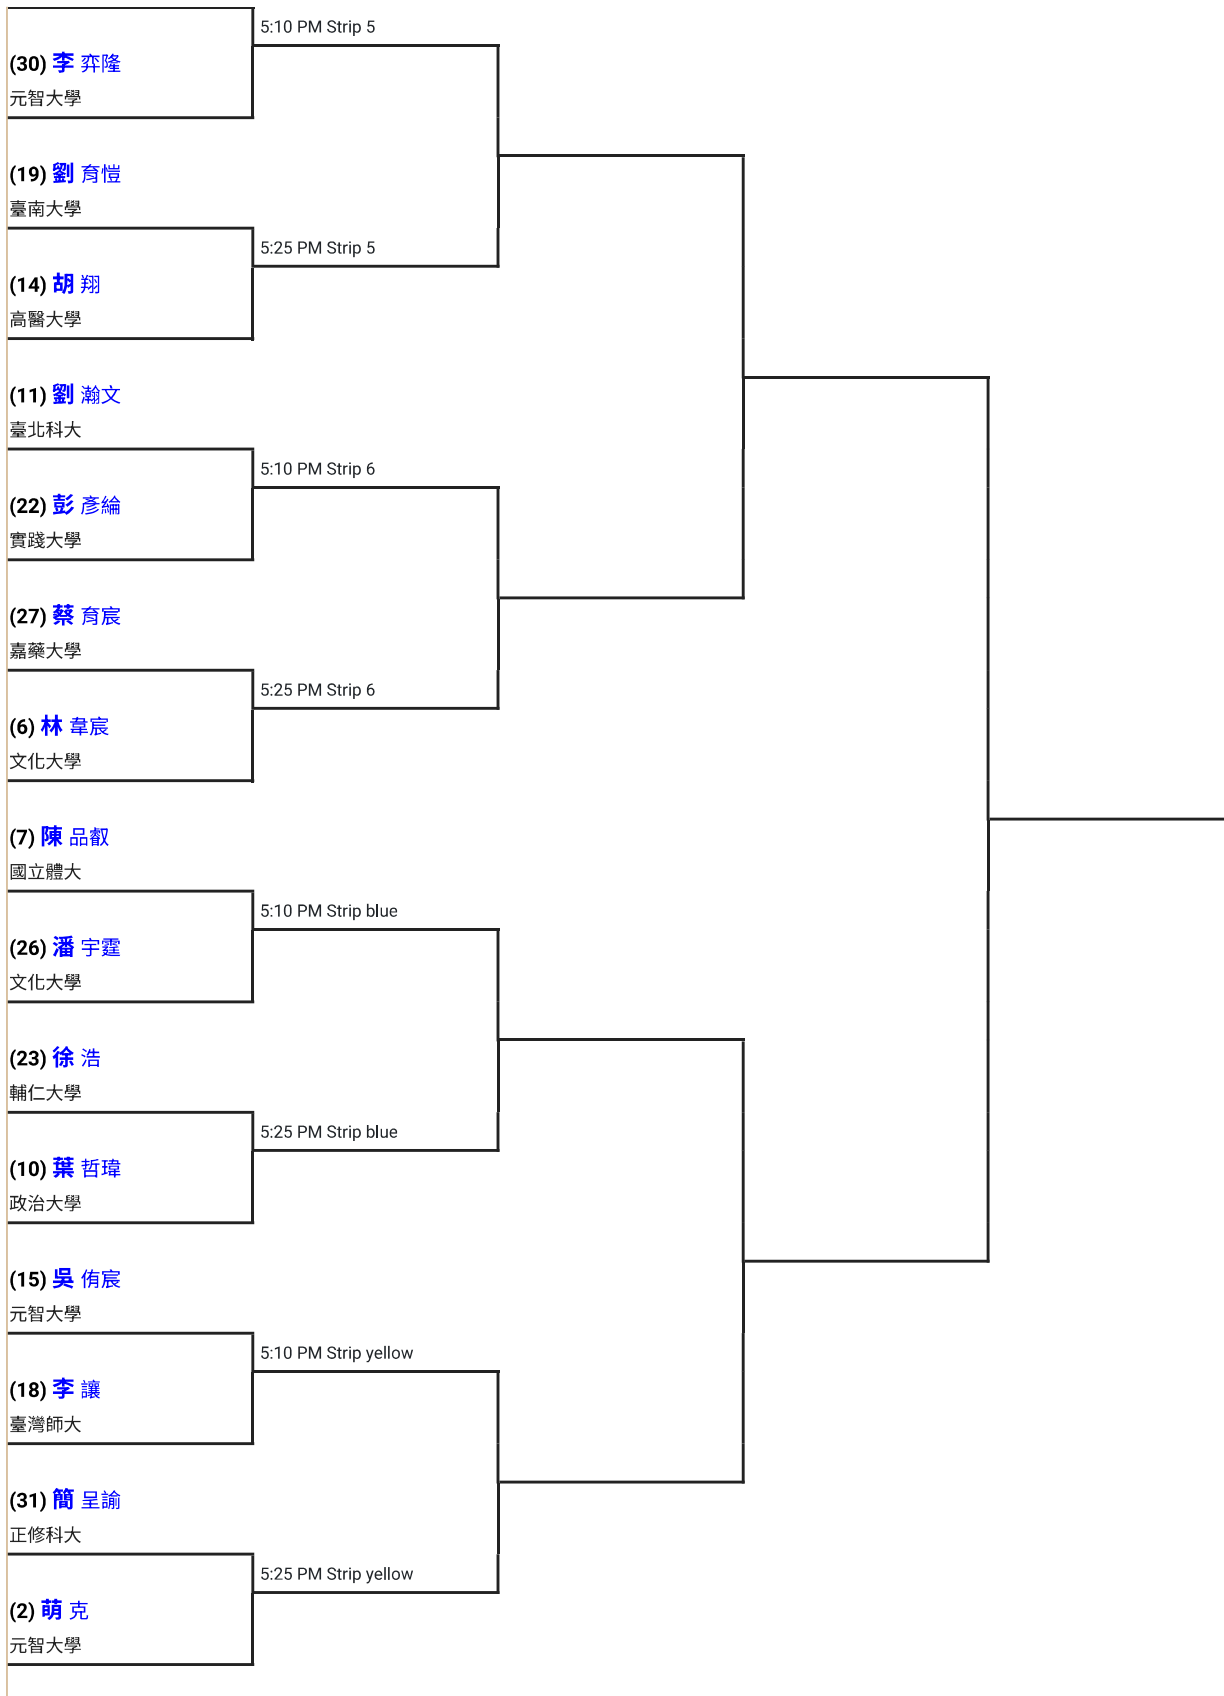 5:10 PM Strip 5
(30) 李 弈隆
元智大學
(19) 劉 育愷
臺南大學
5:25 PM Strip 5
(14) 胡 翔
高醫大學
(11) 劉 瀚文
臺北科大
5:10 PM Strip 6
(22) 彭 彥綸
實踐大學
(27) 蔡 育宸
嘉藥大學
5:25 PM Strip 6
(6) 林 韋宸
文化大學
(7) 陳 品叡
國立體大
5:10 PM Strip blue
(26) 潘 宇霆
文化大學
(23) 徐 浩
輔仁大學
5:25 PM Strip blue
(10) 葉 哲瑋
政治大學
(15) 吳 侑宸
元智大學
5:10 PM Strip yellow
(18) 李 讓
臺灣師大
(31) 簡 呈諭
正修科大
5:25 PM Strip yellow
(2) 萌 克
元智大學